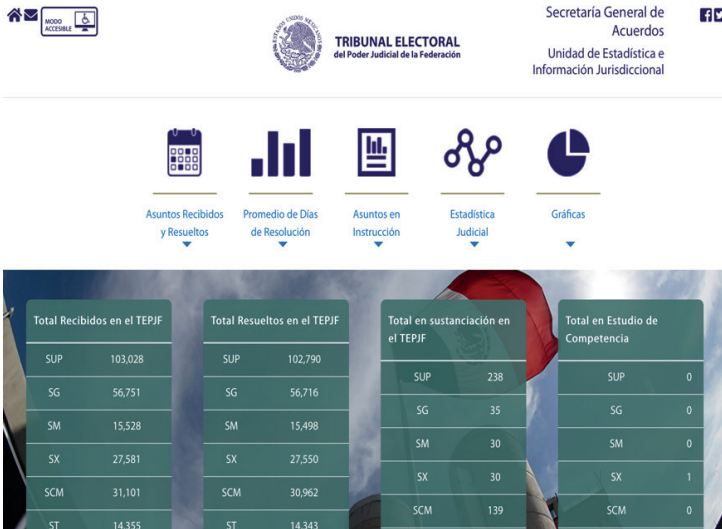 MODO
ACCESIBLE
TRIBUNAL ELECTORAL
del Poder Judicial de la Federación
Secretaría General de
Acuerdos
Unidad de Estadística e
Información Jurisdiccional
Asuntos Recibidos
y Resueltos
Promedio de Días
de Resolución
Asuntos en
Instrucción
Estadística
Judicial
Gráficas
Total Recibidos en el TEPJF
SUP 103,028
SG 56,751
SM 15,528
SX 27,581
SCM 31,101
ST 14,355
Total Resueltos en el TEPJF
SUP 102,790
SG 56,716
SM 15,498
SX 27,550
SCM 30,962
ST 14,343
Total en sustanciación en
el TEPJF
SUP 238
SG 35
SM 30
SX 30
SCM 139
Total en Estudio de
Competencia
SUP 0
SG 0
SM 0
SX 1
SCM 0